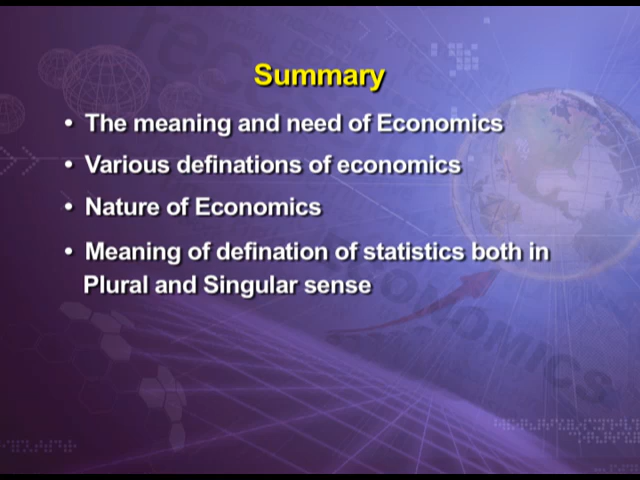 Summary
• The meaning and need of Economics
• Various definations of economics
• Nature of Economics
• Meaning of defination of statistics both in
Plural and Singular sense
ECONOMICS